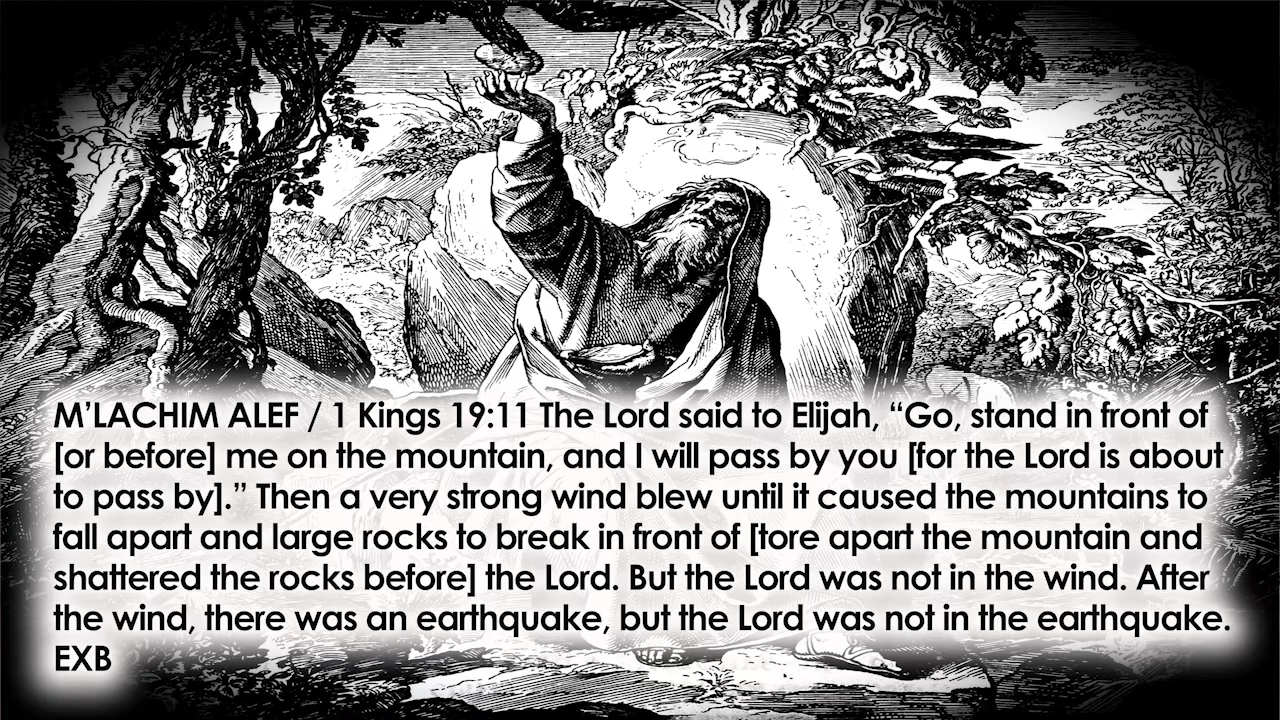 M’LACHIM ALEF / 1 Kings 19:11 The Lord said to Elijah, “Go, stand in front of
[or before] me on the mountain, and I will pass by you [for the Lord is about
to pass by].” Then a very strong wind blew until it caused the mountains to
fall apart and large rocks to break in front of [tore apart the mountain and
shattered the rocks before] the Lord. But the Lord was not in the wind. After
the wind, there was an earthquake, but the Lord was not in the earthquake.
EXB